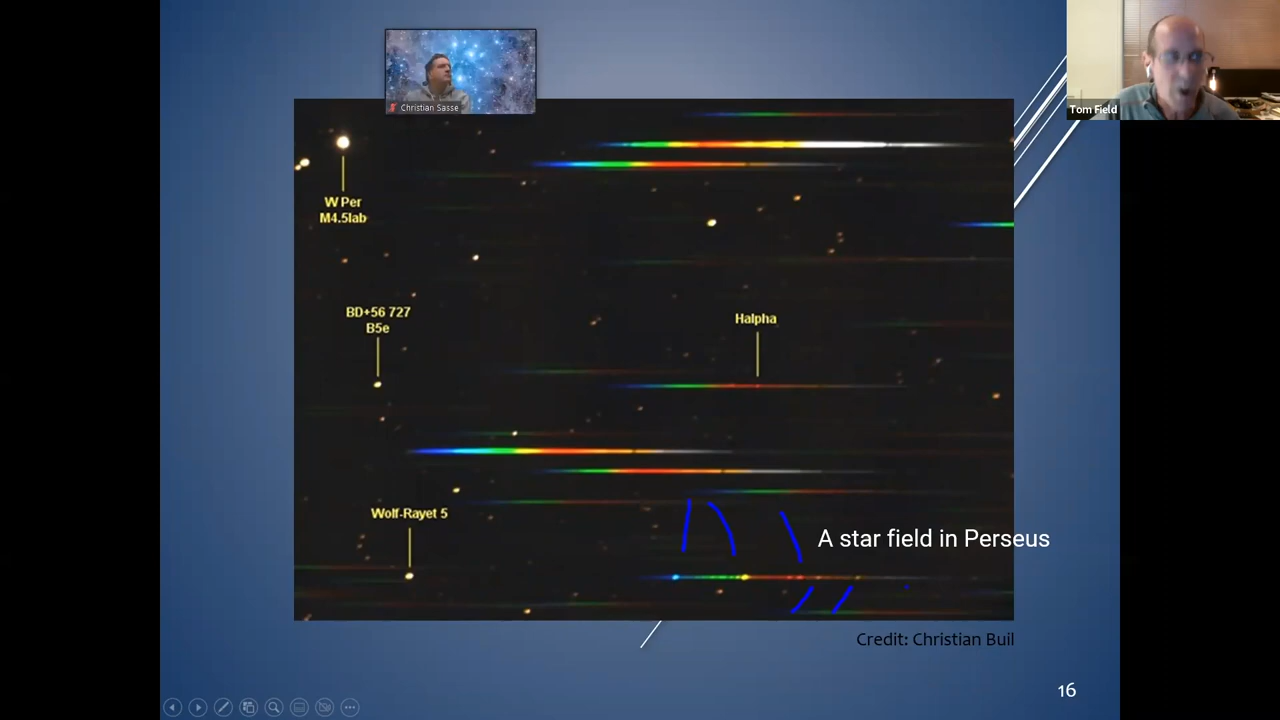 Christian Sasse
Tom Field
W Per
M4.5Iab
BD+56 727
B5e
Halpha
Wolf-Rayet 5
A star field in Perseus
Credit: Christian Buil
16